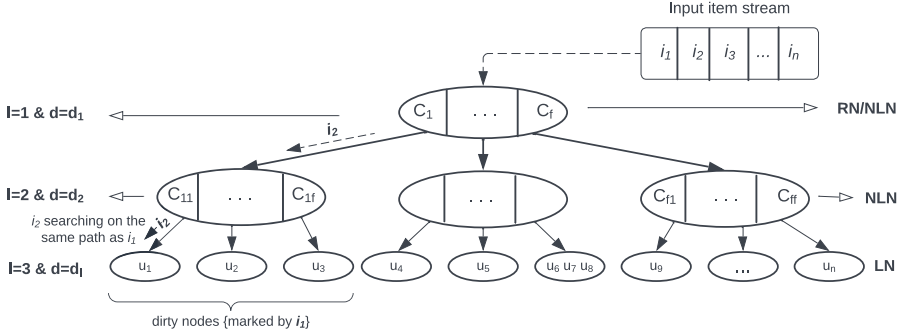 Input item stream
i1 i2 i3 ... in
l=1 & d=d1
C1 ... Cf
RN/NLN
i2
l=2 & d=d2
C11 ... C1f
...
Cf1 ... Cff
NLN
i2 searching on the
same path as i1
i2
l=3 & d=dl
u1 u2 u3 u4 u5 u6 u7 u8 u9 ... un
LN
dirty nodes {marked by i1}